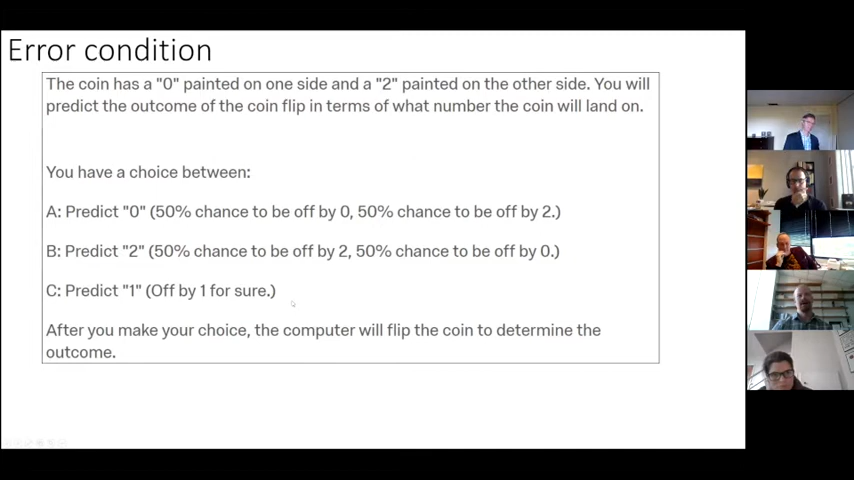 Error condition
The coin has a "0" painted on one side and a "2" painted on the other side. You will
predict the outcome of the coin flip in terms of what number the coin will land on.
You have a choice between:
A: Predict "0" (50% chance to be off by 0, 50% chance to be off by 2.)
B: Predict "2" (50% chance to be off by 2, 50% chance to be off by 0.)
C: Predict "1" (Off by 1 for sure.)
After you make your choice, the computer will flip the coin to determine the
outcome.